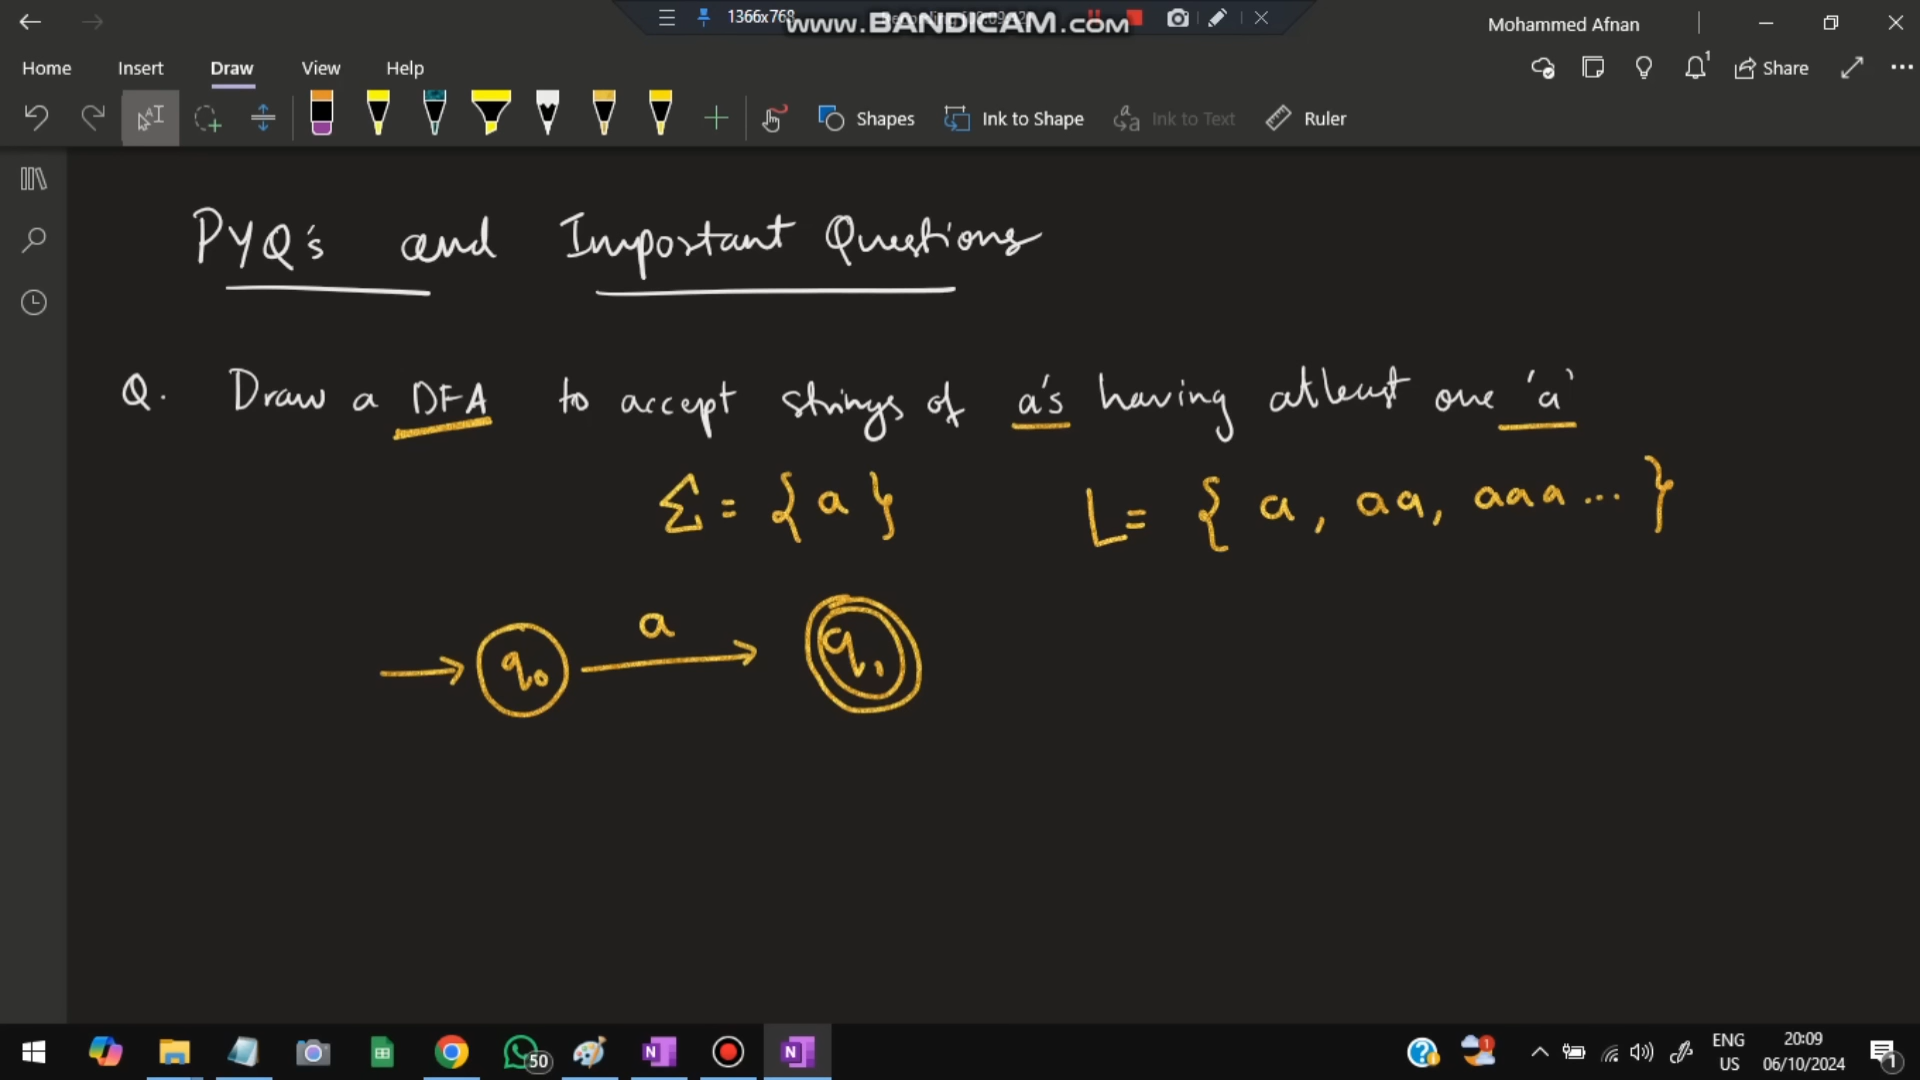 1366x768
www.BANDICAM.com
Mohammed Afnan
Home Insert Draw View Help
Share
Shapes Ink to Shape Ink to Text Ruler
PYQ's and Important Questions
Q. Draw a DFA to accept strings of a's having atleast one 'a'
Σ = { a } L = { a , aa, aaa ... }
a
q0 q1
50
ENG
US
20:09
06/10/2024
1